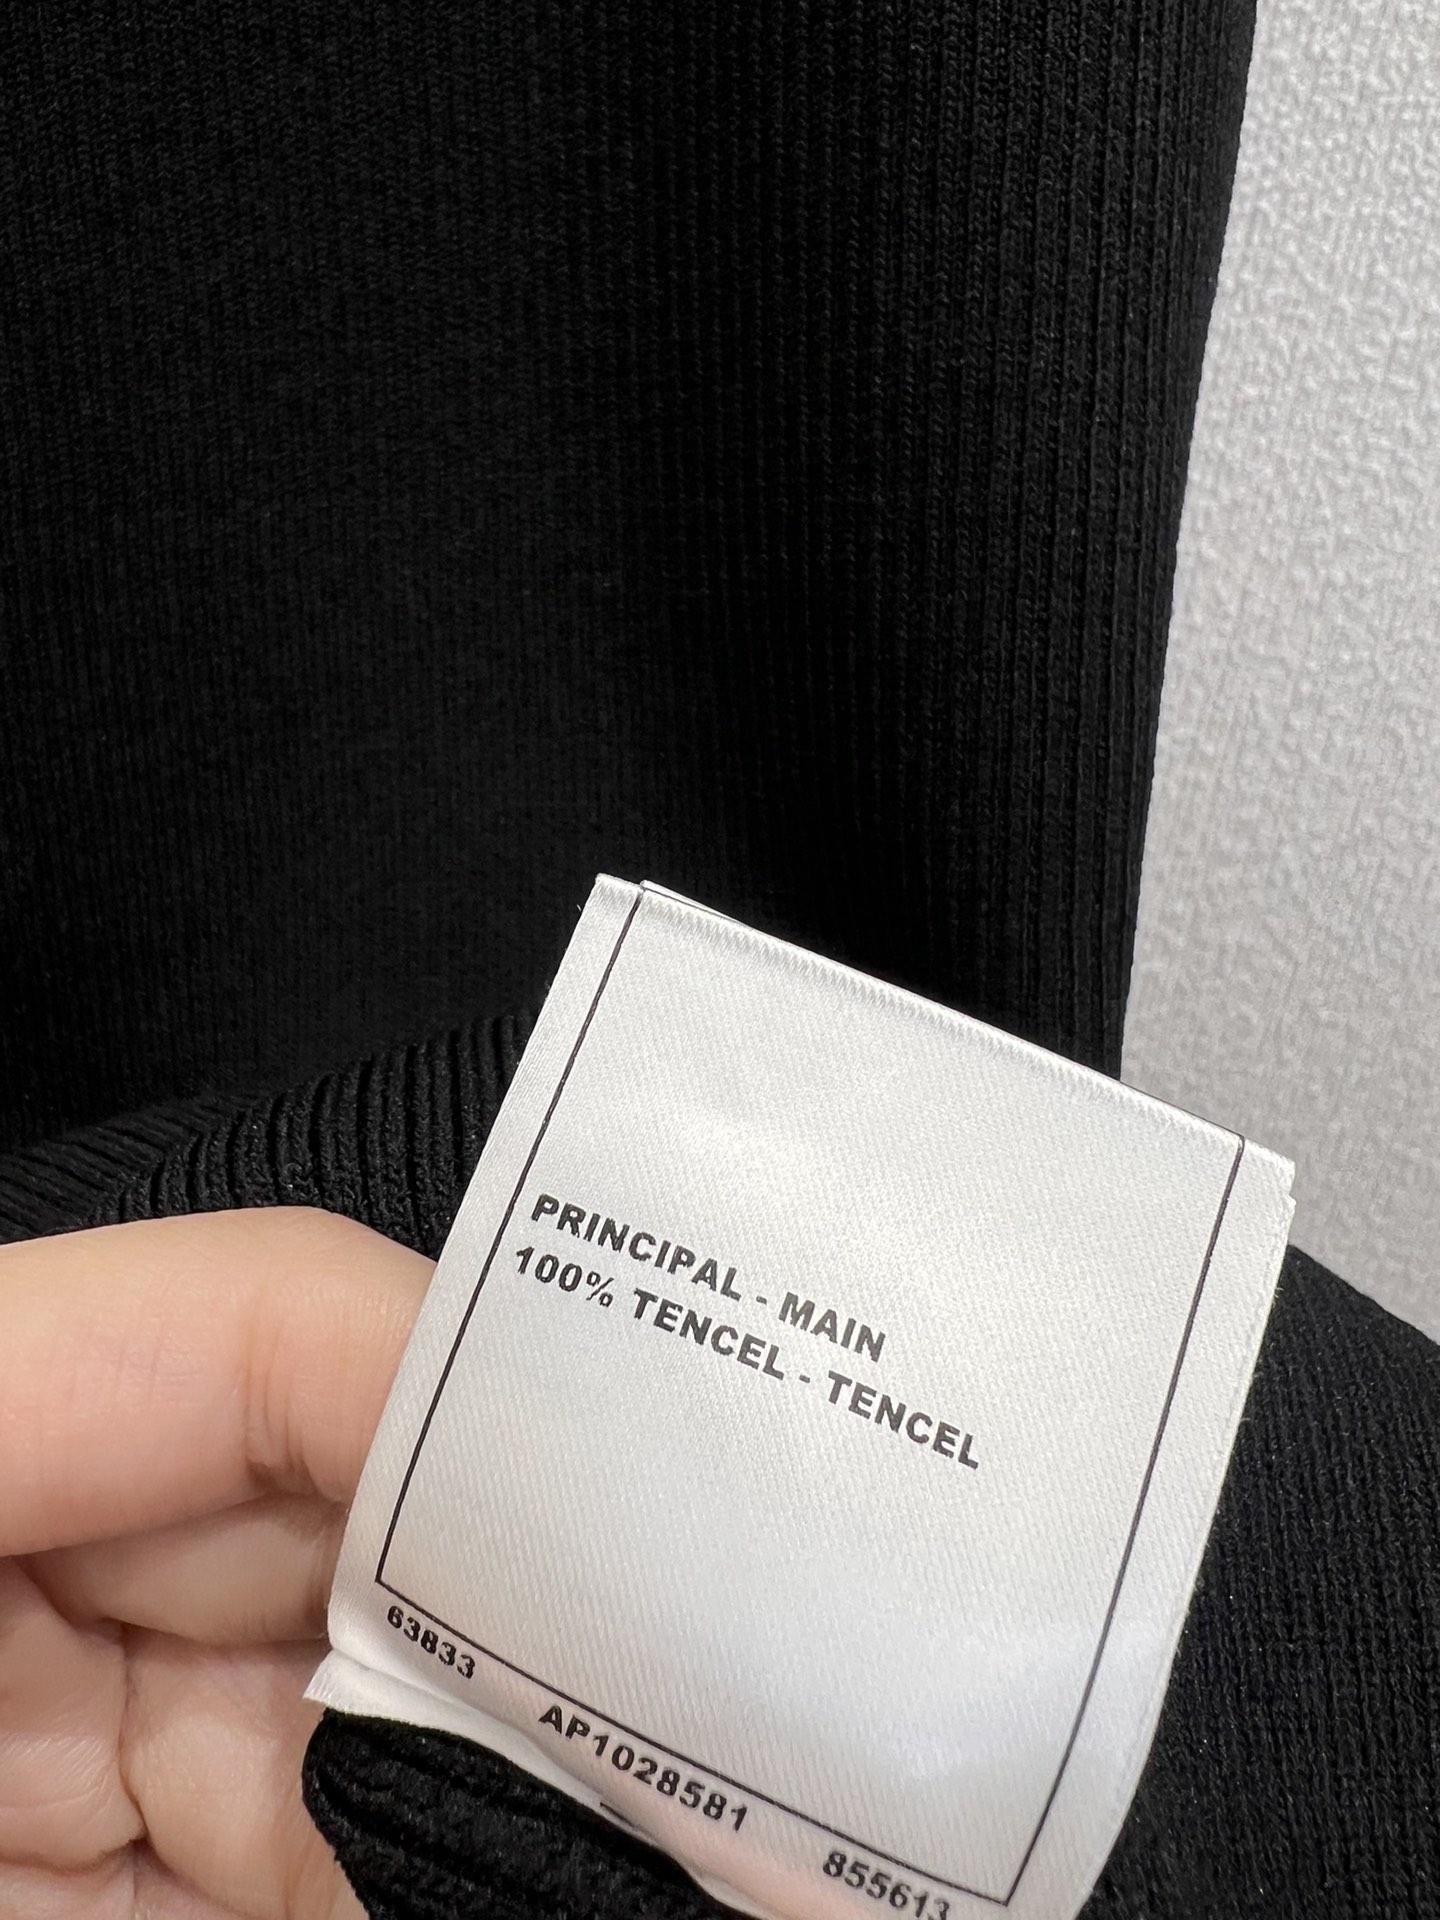 PRINCIPAL - MAIN
100% TENCEL - TENCEL
63833 AP1028581 855613